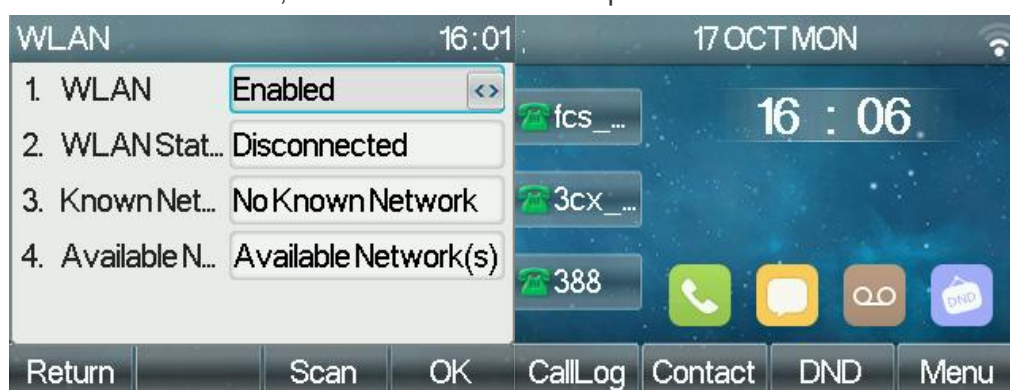 WLAN 16:01
1. WLAN Enabled
2. WLAN Stat... Disconnected
3. Known Net... No Known Network
4. Available N... Available Network(s)
Return Scan OK
17 OCT MON
fcs_...
16 : 06
3cx_...
388
DND
CallLog Contact DND Menu